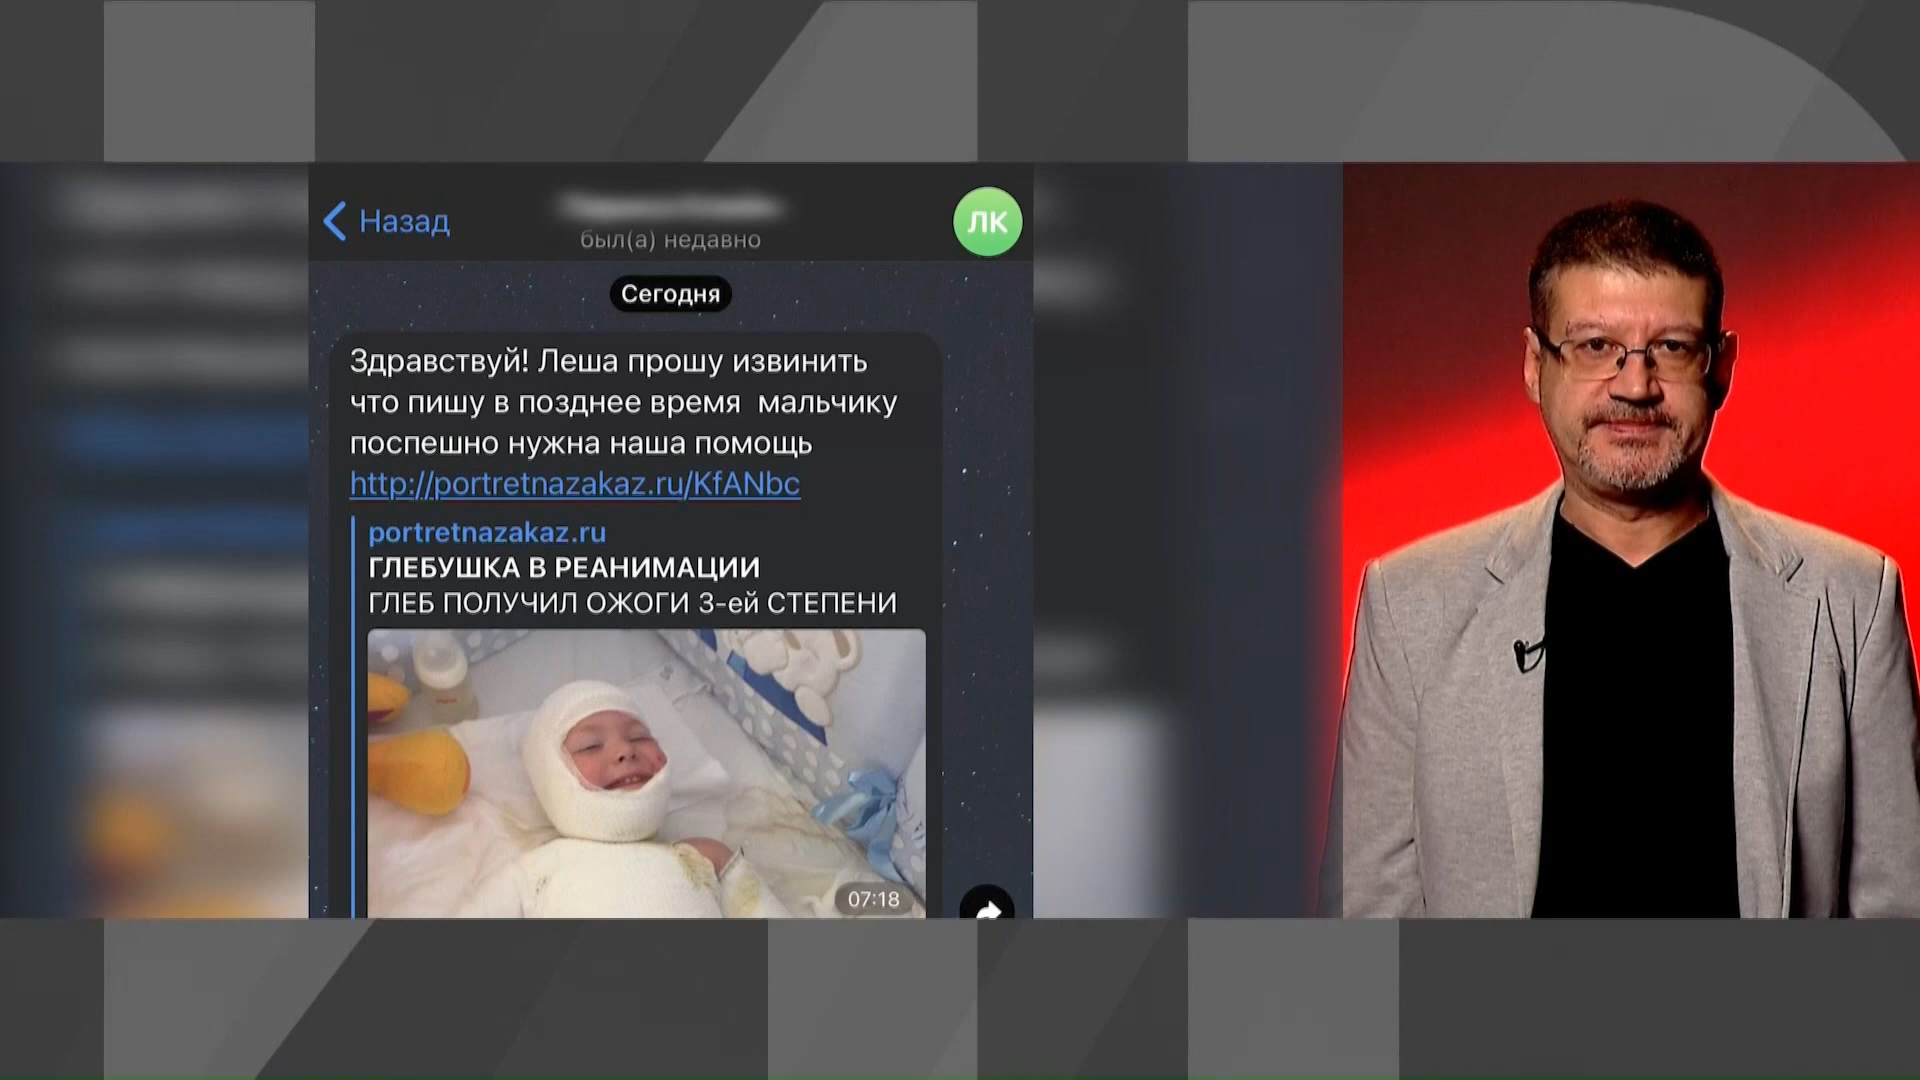 Назад
был(а) недавно
ЛК
Сегодня
Здравствуй! Леша прошу извинить
что пишу в позднее время  мальчику
поспешно нужна наша помощь
http://portretnazakaz.ru/KfANbc
portretnazakaz.ru
ГЛЕБУШКА В РЕАНИМАЦИИ
ГЛЕБ ПОЛУЧИЛ ОЖОГИ 3-ей СТЕПЕНИ
07:18